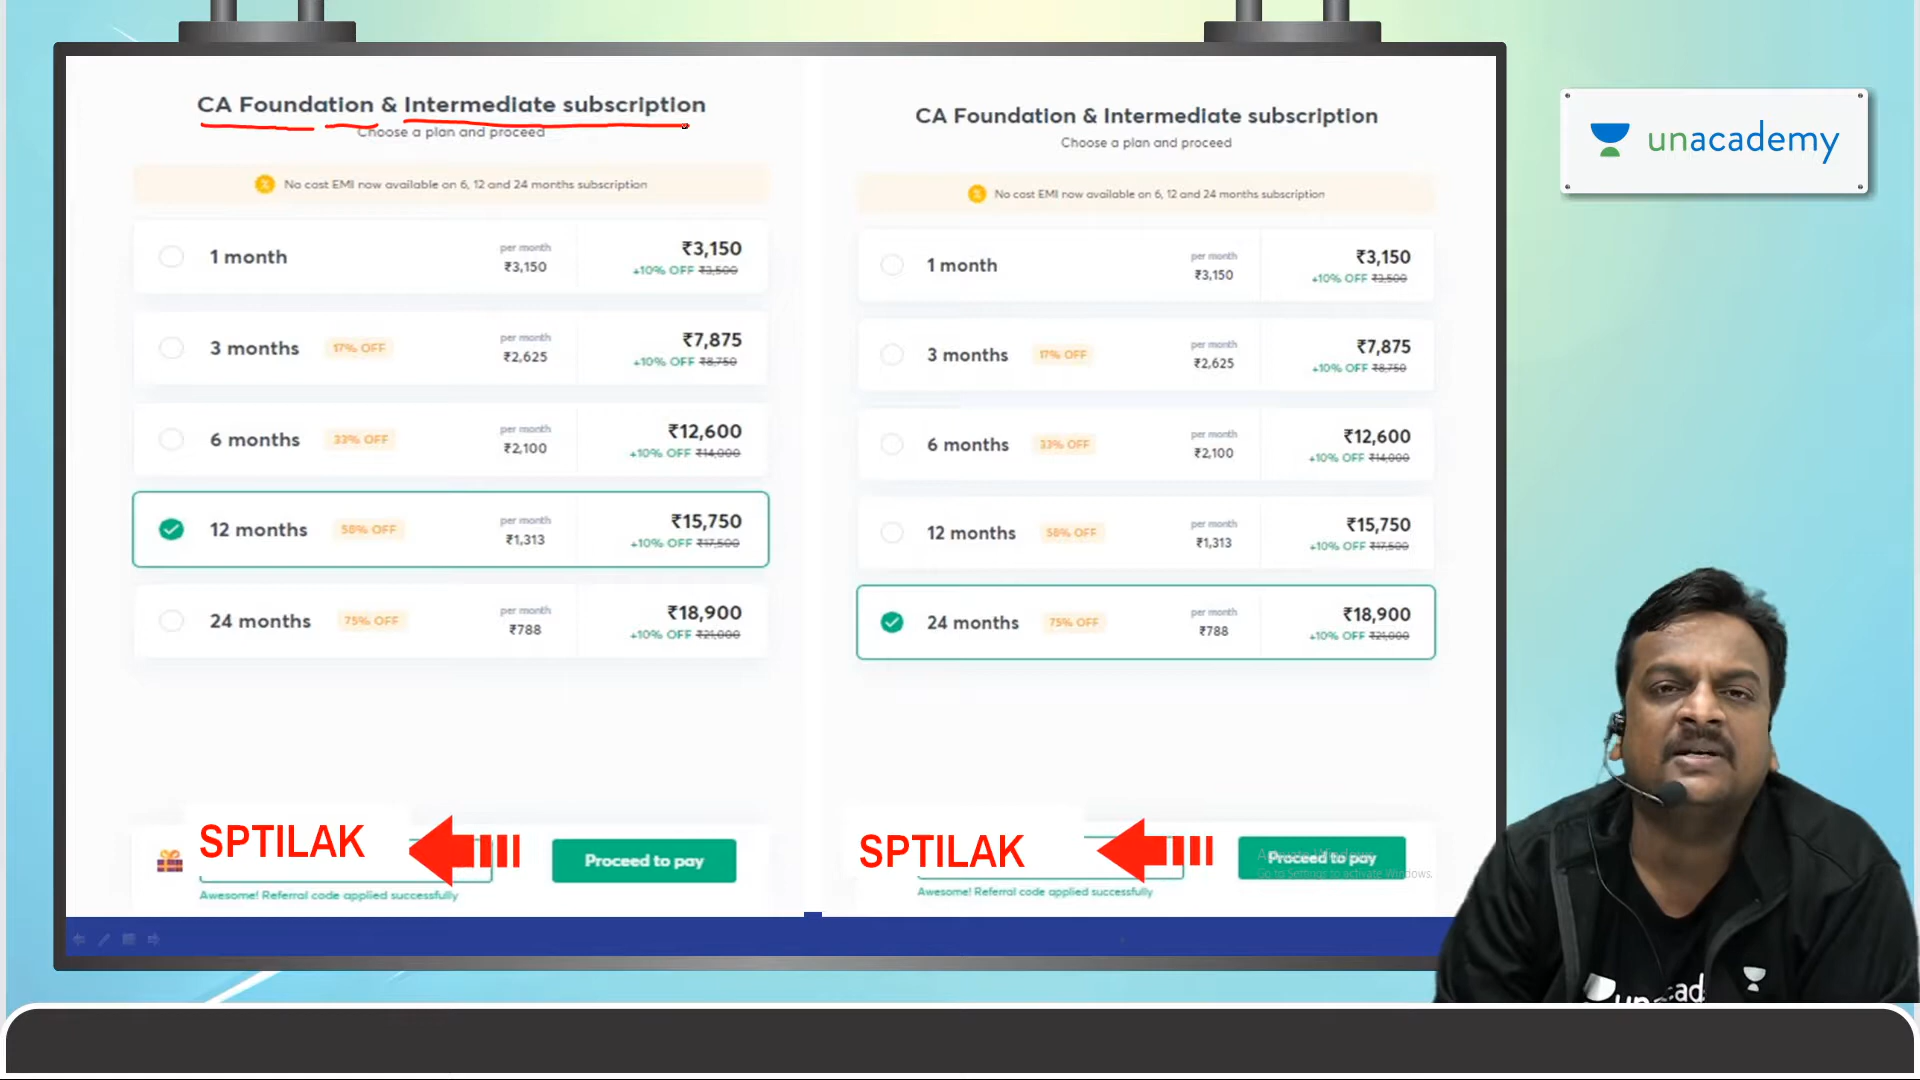 CA Foundation & Intermediate subscription
Choose a plan and proceed
No cost EMI now available on 6, 12 and 24 months subscription
1 month
per month
₹3,150
₹3,150
+10% OFF ₹3,500
3 months
17% OFF
per month
₹2,625
₹7,875
+10% OFF ₹8,750
6 months
33% OFF
per month
₹2,100
₹12,600
+10% OFF ₹14,000
12 months
58% OFF
per month
₹1,313
₹15,750
+10% OFF ₹17,500
24 months
75% OFF
per month
₹788
₹18,900
+10% OFF ₹21,000
SPTILAK
Proceed to pay
Awesome! Referral code applied successfully
CA Foundation & Intermediate subscription
Choose a plan and proceed
No cost EMI now available on 6, 12 and 24 months subscription
1 month
per month
₹3,150
₹3,150
+10% OFF ₹3,500
3 months
17% OFF
per month
₹2,625
₹7,875
+10% OFF ₹8,750
6 months
33% OFF
per month
₹2,100
₹12,600
+10% OFF ₹14,000
12 months
58% OFF
per month
₹1,313
₹15,750
+10% OFF ₹17,500
24 months
75% OFF
per month
₹788
₹18,900
+10% OFF ₹21,000
SPTILAK
Proceed to pay
Activate Windows
Go to Settings to activate Windows.
Awesome! Referral code applied successfully
unacademy